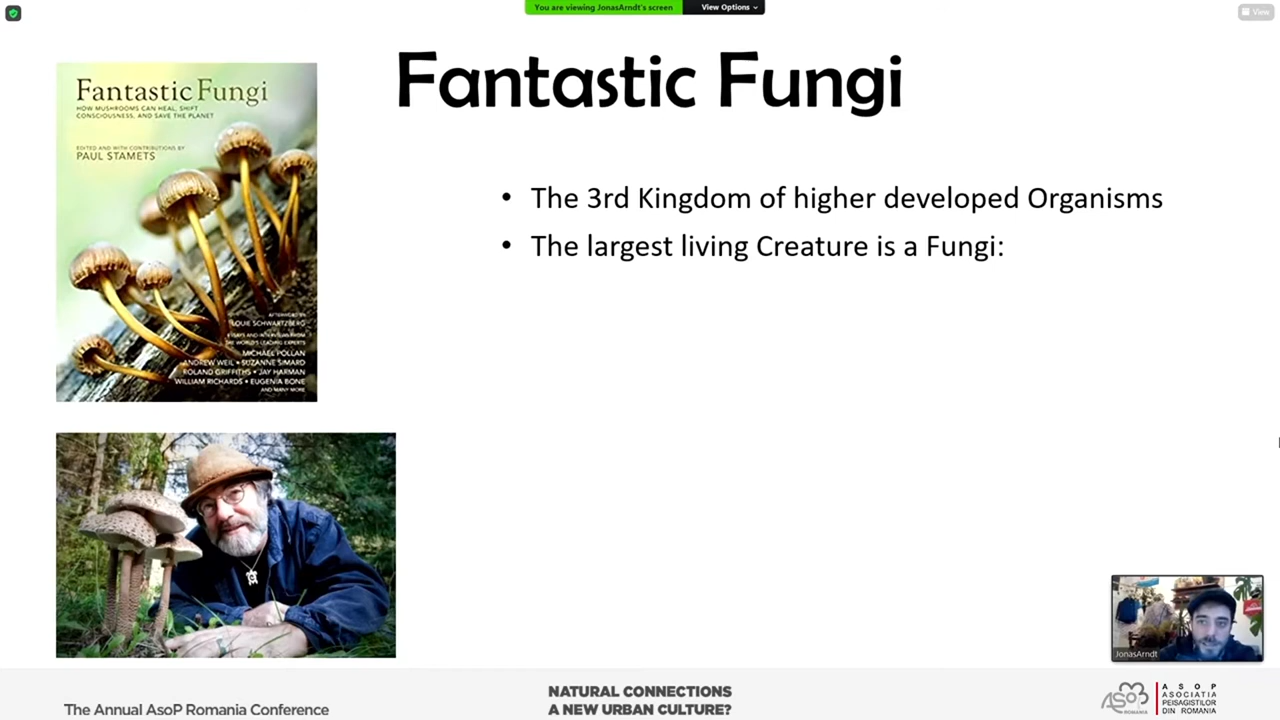 You are viewing JonasArndt's screen
View Options
View
Fantastic Fungi
Fantastic Fungi
HOW MUSHROOMS CAN HEAL, SHIFT
CONSCIOUSNESS, AND SAVE THE PLANET
EDITED AND WITH CONTRIBUTIONS BY
PAUL STAMETS
AFTERWORD BY
LOUIE SCHWARTZBERG
ESSAYS AND INTERVIEWS FROM
THE WORLD'S LEADING EXPERTS
MICHAEL POLLAN
ANDREW WEIL • SUZANNE SIMARD
ROLAND GRIFFITHS • JAY HARMAN
WILLIAM RICHARDS • EUGENIA BONE
AND MANY MORE
• The 3rd Kingdom of higher developed Organisms
• The largest living Creature is a Fungi:
JonasArndt
The Annual AsoP Romania Conference
NATURAL CONNECTIONS
A NEW URBAN CULTURE?
ASoP
ROMANIA
A S O P
ASOCIATIA
PEISAGISTILOR
DIN ROMANIA